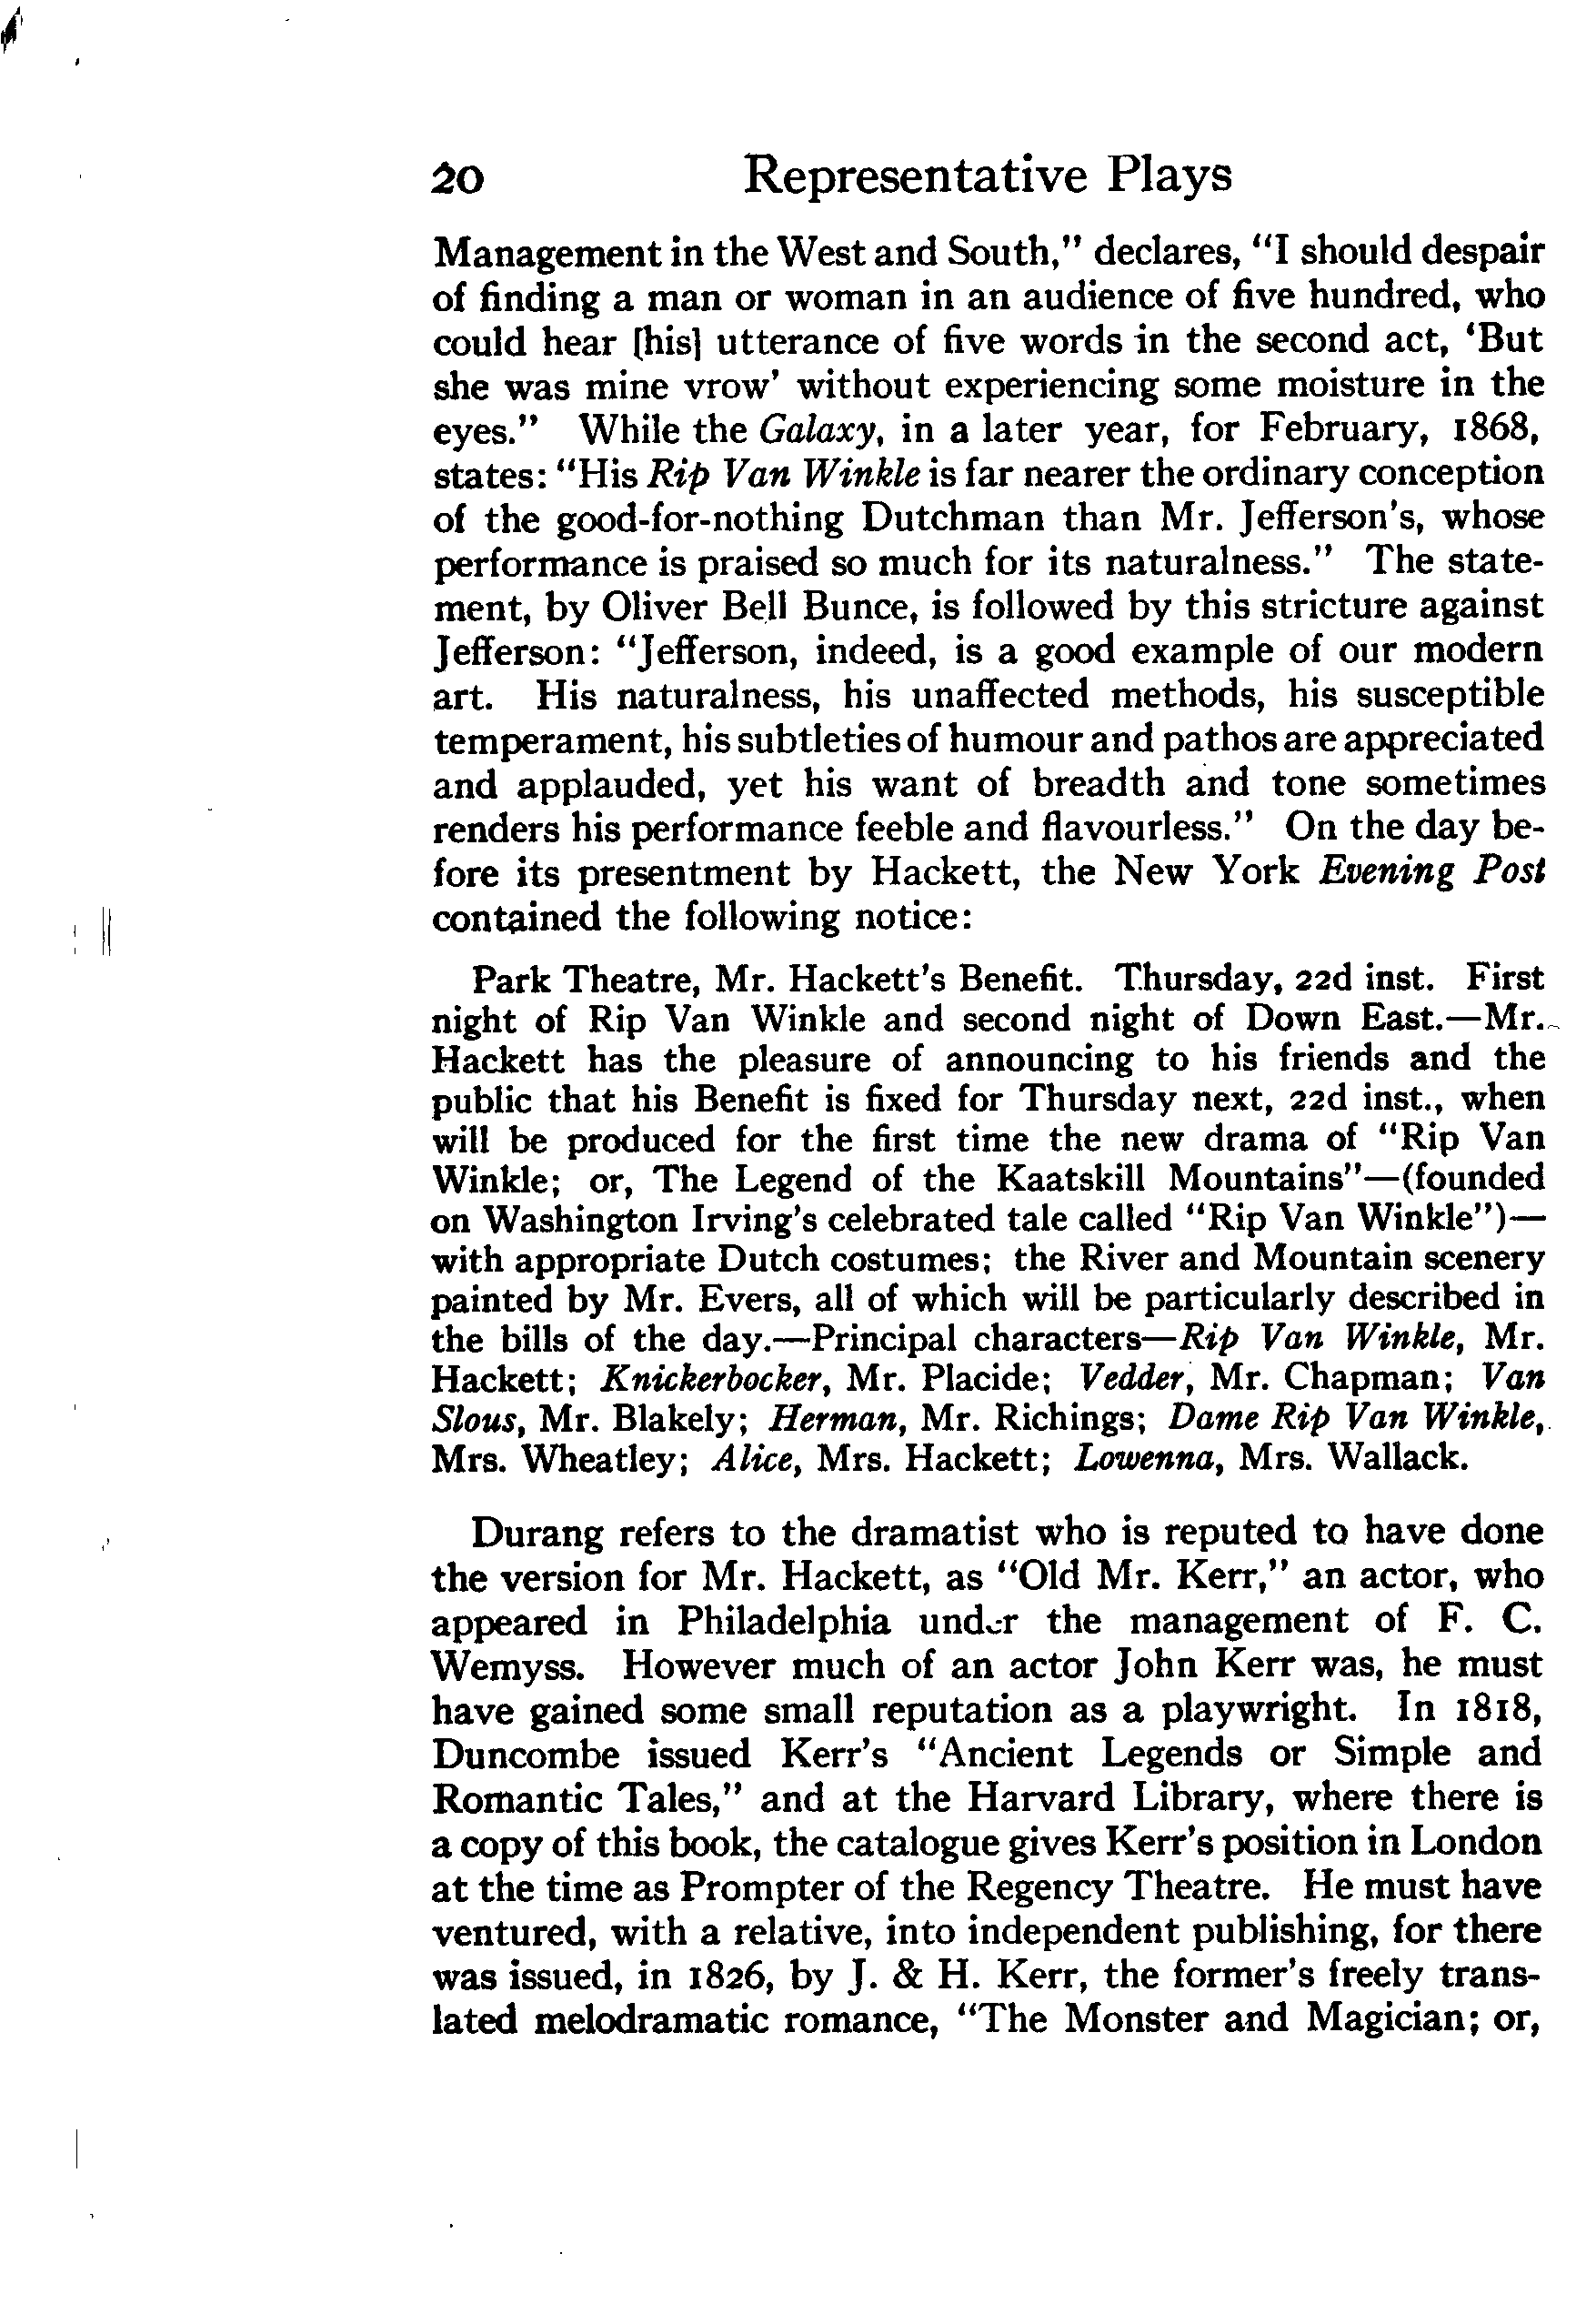 20 Representative Plays
Management in the West and South," declares, "I should despair
of finding a man or woman in an audience of five hundred, who
could hear [his] utterance of five words in the second act, 'But
she was mine vrow' without experiencing some moisture in the
eyes." While the Galaxy, in a later year, for February, 1868,
states: "His Rip Van Winkle is far nearer the ordinary conception
of the good-for-nothing Dutchman than Mr. Jefferson's, whose
performance is praised so much for its naturalness." The state-
ment, by Oliver Bell Bunce, is followed by this stricture against
Jefferson: "Jefferson, indeed, is a good example of our modern
art. His naturalness, his unaffected methods, his susceptible
temperament, his subtleties of humour and pathos are appreciated
and applauded, yet his want of breadth and tone sometimes
renders his performance feeble and flavourless." On the day be-
fore its presentment by Hackett, the New York Evening Post
contained the following notice:
Park Theatre, Mr. Hackett's Benefit. Thursday, 22d inst. First
night of Rip Van Winkle and second night of Down East.—Mr.
Hackett has the pleasure of announcing to his friends and the
public that his Benefit is fixed for Thursday next, 22d inst., when
will be produced for the first time the new drama of "Rip Van
Winkle; or, The Legend of the Kaatskill Mountains"—(founded
on Washington Irving's celebrated tale called "Rip Van Winkle")—
with appropriate Dutch costumes; the River and Mountain scenery
painted by Mr. Evers, all of which will be particularly described in
the bills of the day.—Principal characters—Rip Van Winkle, Mr.
Hackett; Knickerbocker, Mr. Placide; Vedder, Mr. Chapman; Van
Slous, Mr. Blakely; Herman, Mr. Richings; Dame Rip Van Winkle,
Mrs. Wheatley; Alice, Mrs. Hackett; Lowenna, Mrs. Wallack.
Durang refers to the dramatist who is reputed to have done
the version for Mr. Hackett, as "Old Mr. Kerr," an actor, who
appeared in Philadelphia under the management of F. C.
Wemyss. However much of an actor John Kerr was, he must
have gained some small reputation as a playwright. In 1818,
Duncombe issued Kerr's "Ancient Legends or Simple and
Romantic Tales," and at the Harvard Library, where there is
a copy of this book, the catalogue gives Kerr's position in London
at the time as Prompter of the Regency Theatre. He must have
ventured, with a relative, into independent publishing, for there
was issued, in 1826, by J. & H. Kerr, the former's freely trans-
lated melodramatic romance, "The Monster and Magician; or,